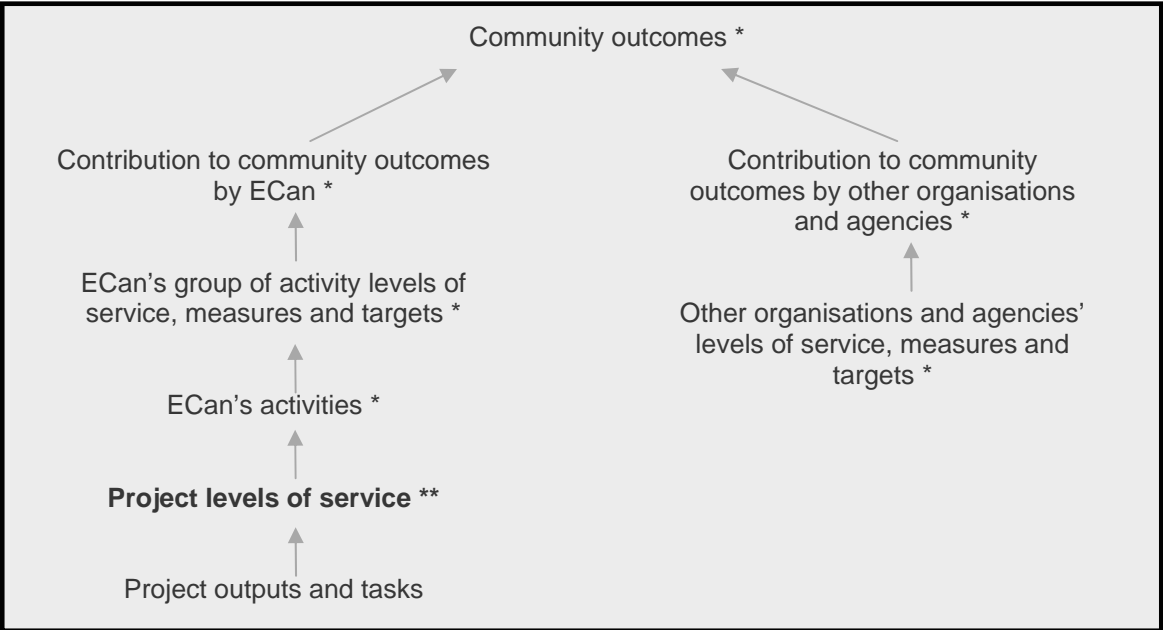 Community outcomes *
Contribution to community outcomes
by ECan *
ECan’s group of activity levels of
service, measures and targets *
ECan’s activities *
Project levels of service **
Project outputs and tasks
Contribution to community
outcomes by other organisations
and agencies *
Other organisations and agencies’
levels of service, measures and
targets *